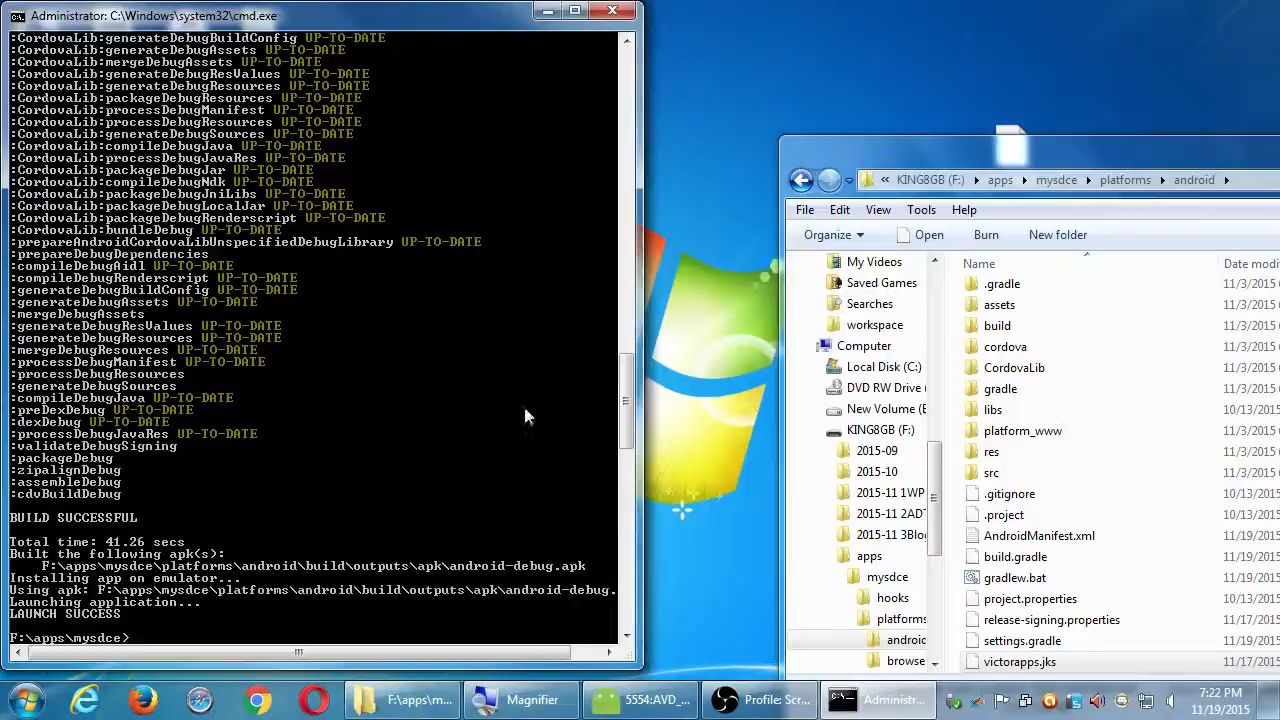 Administrator: C:\Windows\system32\cmd.exe
:CordovaLib:generateDebugBuildConfig UP-TO-DATE
:CordovaLib:generateDebugAssets UP-TO-DATE
:CordovaLib:mergeDebugAssets UP-TO-DATE
:CordovaLib:generateDebugResValues UP-TO-DATE
:CordovaLib:generateDebugResources UP-TO-DATE
:CordovaLib:packageDebugResources UP-TO-DATE
:CordovaLib:processDebugManifest UP-TO-DATE
:CordovaLib:processDebugResources UP-TO-DATE
:CordovaLib:generateDebugSources UP-TO-DATE
:CordovaLib:compileDebugJava UP-TO-DATE
:CordovaLib:processDebugJavaRes UP-TO-DATE
:CordovaLib:packageDebugJar UP-TO-DATE
:CordovaLib:compileDebugNdk UP-TO-DATE
:CordovaLib:packageDebugJniLibs UP-TO-DATE
:CordovaLib:packageDebugLocalJar UP-TO-DATE
:CordovaLib:packageDebugRenderscript UP-TO-DATE
:CordovaLib:bundleDebug UP-TO-DATE
:prepareAndroidCordovaLibUnspecifiedDebugLibrary UP-TO-DATE
:prepareDebugDependencies
:compileDebugAidl UP-TO-DATE
:compileDebugRenderscript UP-TO-DATE
:generateDebugBuildConfig UP-TO-DATE
:generateDebugAssets UP-TO-DATE
:mergeDebugAssets
:generateDebugResValues UP-TO-DATE
:generateDebugResources UP-TO-DATE
:mergeDebugResources UP-TO-DATE
:processDebugManifest UP-TO-DATE
:processDebugResources
:generateDebugSources
:compileDebugJava UP-TO-DATE
:preDexDebug UP-TO-DATE
:dexDebug UP-TO-DATE
:processDebugJavaRes UP-TO-DATE
:validateDebugSigning
:packageDebug
:zipalignDebug
:assembleDebug
:cdvBuildDebug
BUILD SUCCESSFUL
Total time: 41.26 secs
Built the following apk(s):
F:\apps\mysdce\platforms\android\build\outputs\apk\android-debug.apk
Installing app on emulator...
Using apk: F:\apps\mysdce\platforms\android\build\outputs\apk\android-debug.
Launching application...
LAUNCH SUCCESS
F:\apps\mysdce>
« KING8GB (F:) apps mysdce platforms android
File Edit View Tools Help
Organize Open Burn New folder
My Videos
Saved Games
Searches
workspace
Computer
Local Disk (C:)
DVD RW Drive (
New Volume (E
KING8GB (F:)
2015-09
2015-10
2015-11 1WP
2015-11 2AD
2015-11 3Blo
apps
mysdce
hooks
platforms
androic
browse
Name Date modif
.gradle 11/3/2015
assets 11/3/2015
build 11/3/2015
cordova 11/3/2015
CordovaLib 11/3/2015
gradle 11/3/2015
libs 10/13/2015
platform_www 11/3/2015
res 11/3/2015
src 11/3/2015
.gitignore 10/13/2015
.project 10/13/2015
AndroidManifest.xml 11/19/2015
build.gradle 11/3/2015
gradlew.bat 11/19/2015
project.properties 10/13/2015
release-signing.properties 11/17/2015
settings.gradle 11/19/2015
victorapps.jks 11/17/2015
F:\apps\m... Magnifier 5554:AVD_... Profile: Scr... Administr...
7:22 PM
11/19/2015